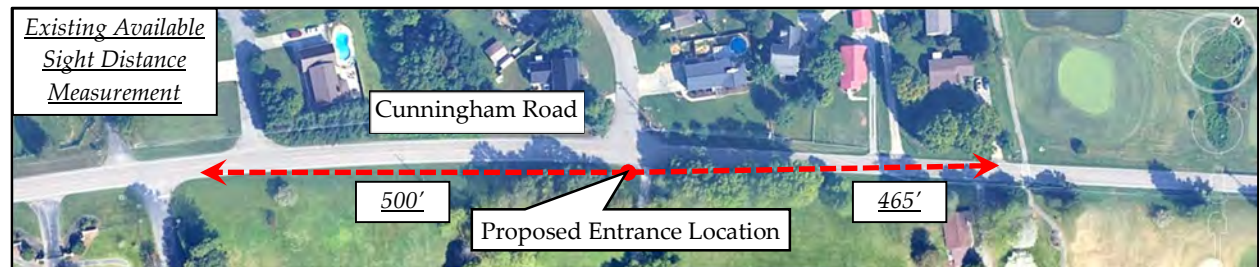 Existing Available
Sight Distance
Measurement
Cunningham Road
500'
465'
Proposed Entrance Location
N